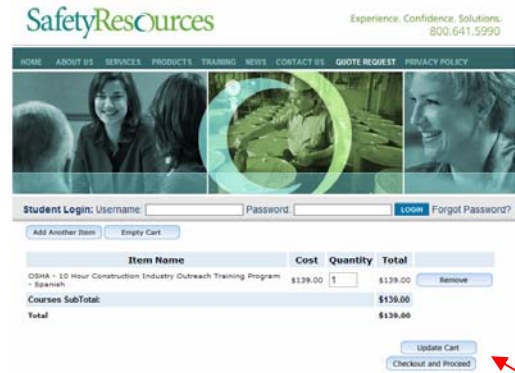 SafetyResources
Experience. Confidence. Solutions.
800.641.5990
HOME ABOUT US SERVICES PRODUCTS TRAINING NEWS CONTACT US QUOTE REQUEST PRIVACY POLICY
Student Login: Username: Password: LOGIN Forgot Password?
Add Another Item Empty Cart
Item Name Cost Quantity Total
OSHA - 10 Hour Construction Industry Outreach Training Program
- Spanish $139.00 1 $139.00 Remove
Courses SubTotal: $139.00
Total $139.00
Update Cart
Checkout and Proceed